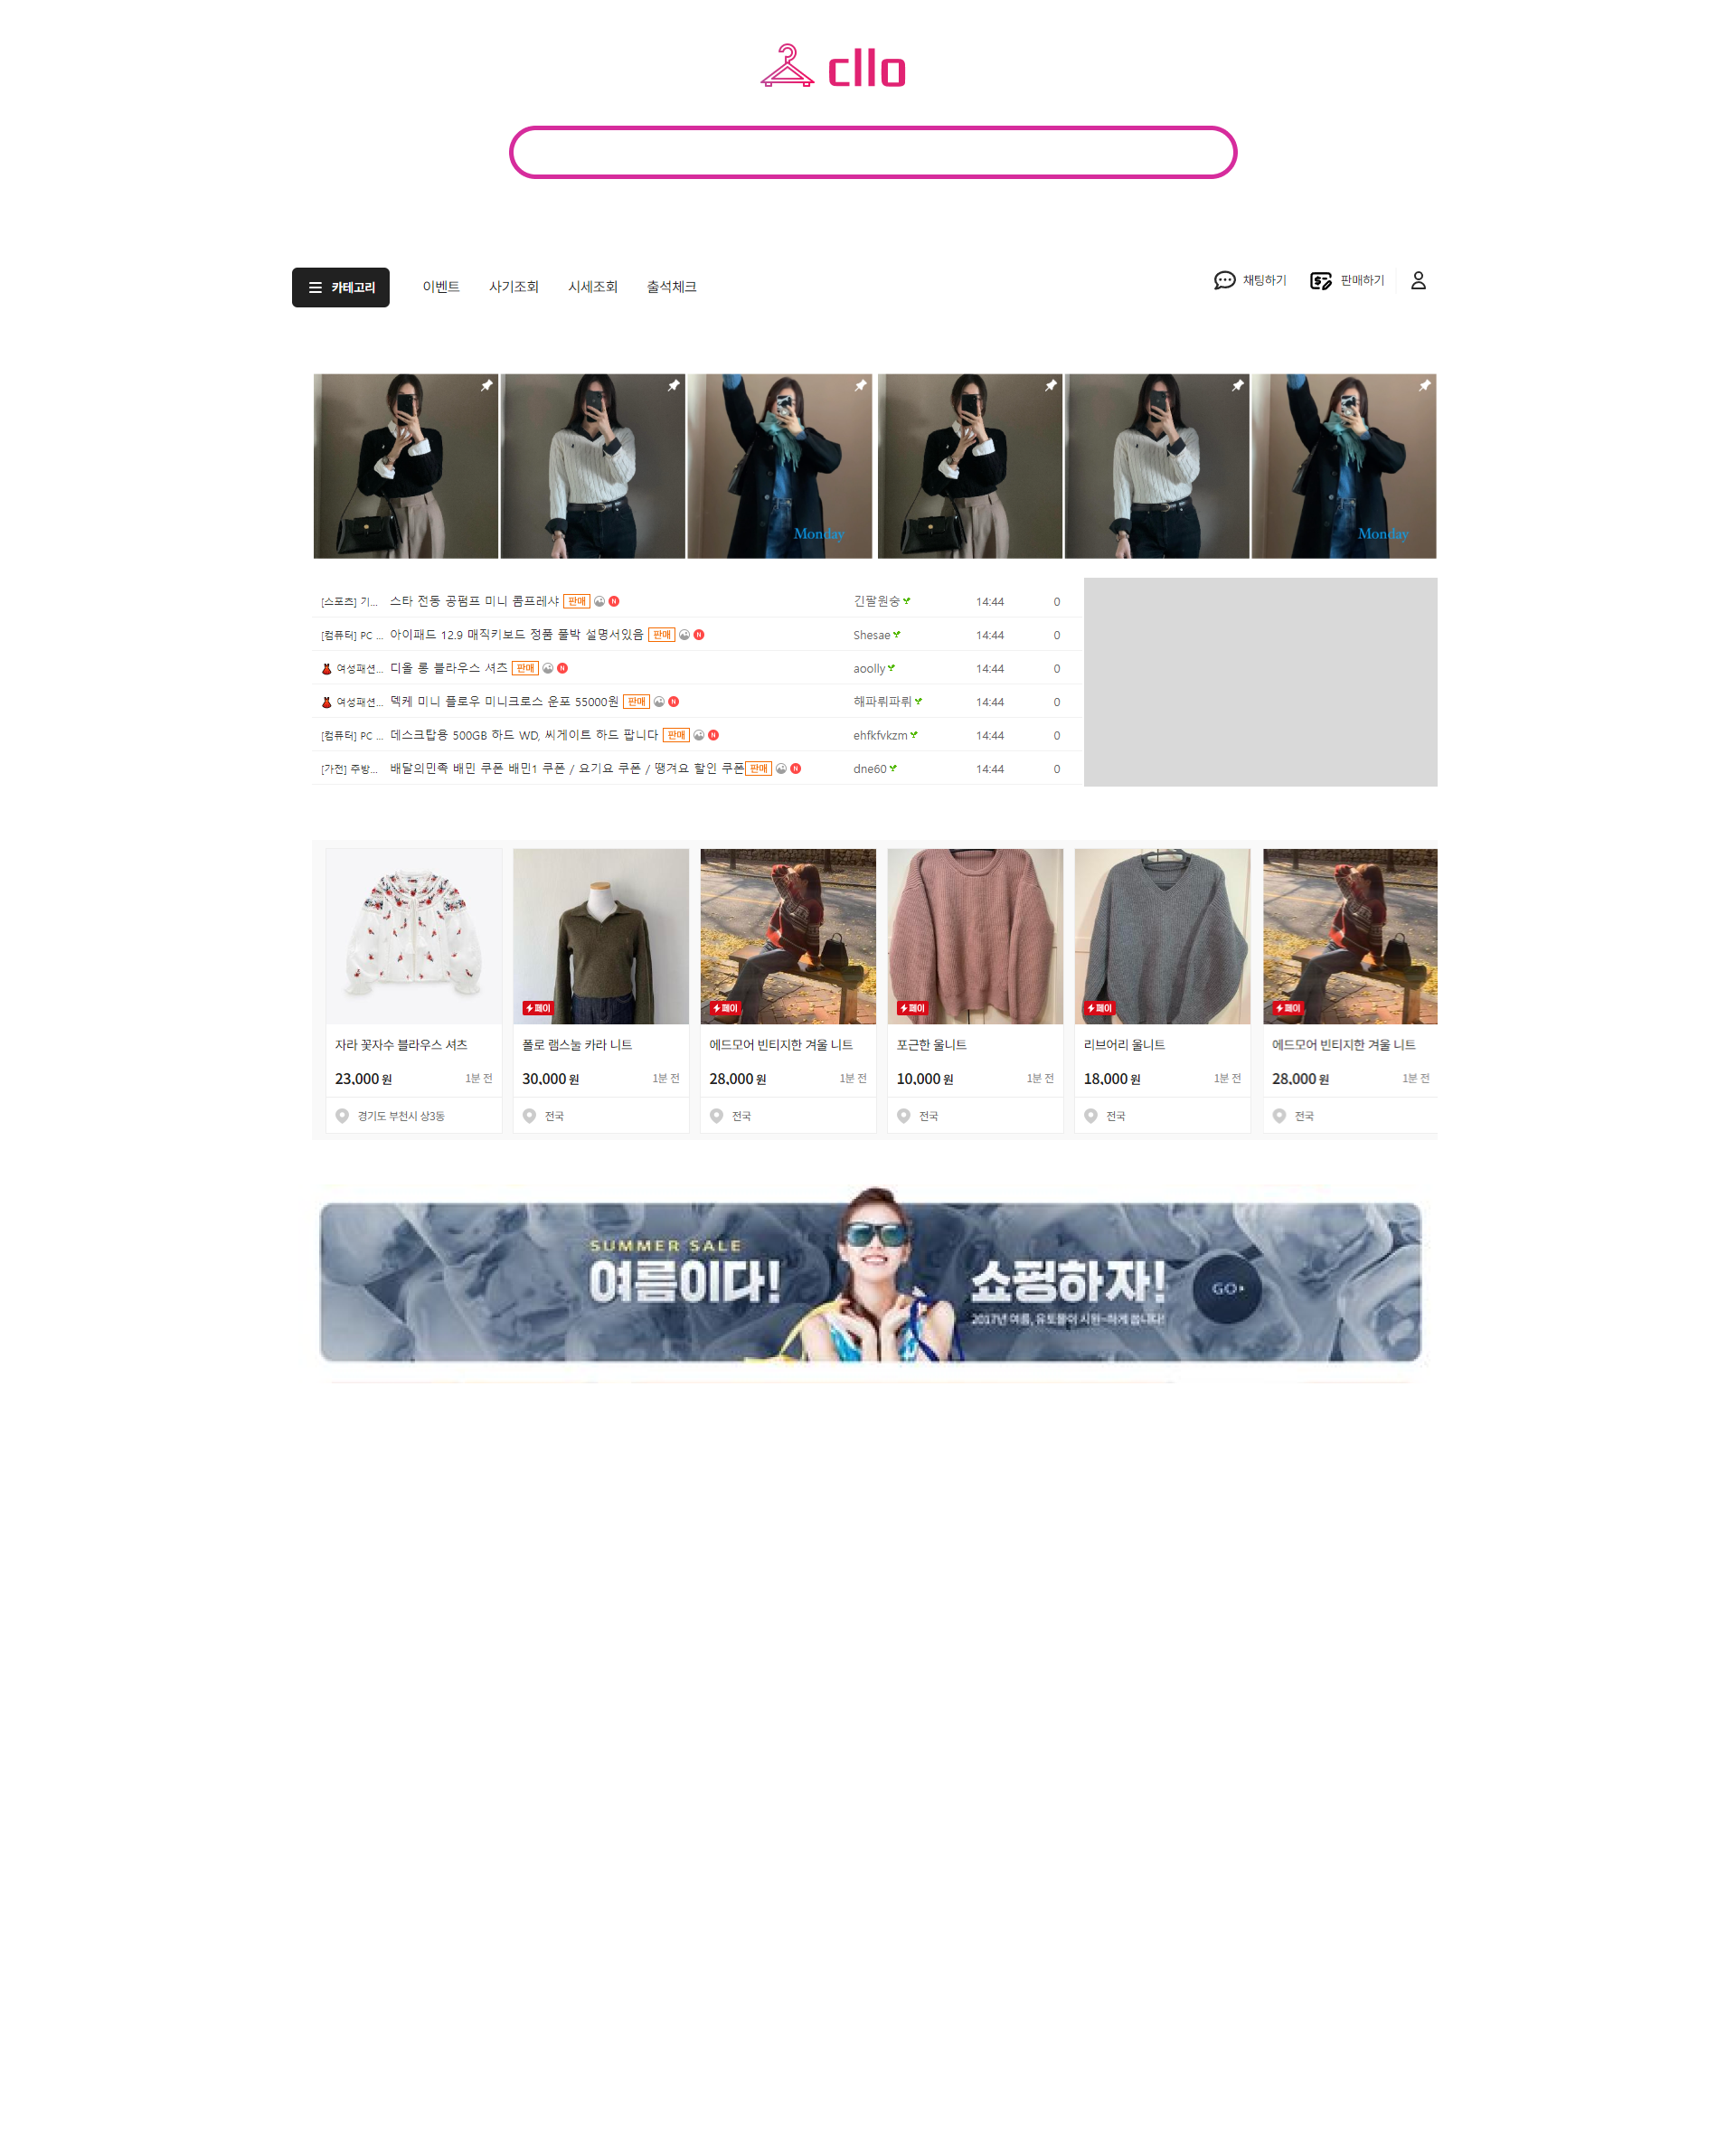 cllo
카테고리 이벤트 사기조회 시세조회 출석체크 채팅하기 판매하기
Monday Monday
[스포츠] 기... 스타 전동 공펌프 미니 콤프레샤 판매 N 긴팔원숭 14:44 0
[컴퓨터] PC ... 아이패드 12.9 매직키보드 정품 풀박 설명서있음 판매 N Shesae 14:44 0
여성패션... 디올 롱 블라우스 셔츠 판매 N aoolly 14:44 0
여성패션... 덱케 미니 플로우 미니크로스 운포 55000원 판매 N 해파뤼파뤼 14:44 0
[컴퓨터] PC ... 데스크탑용 500GB 하드 WD, 씨게이트 하드 팝니다 판매 N ehfkfvkzm 14:44 0
[가전] 주방... 배달의민족 배민 쿠폰 배민1 쿠폰 / 요기요 쿠폰 / 땡겨요 할인 쿠폰 판매 N dne60 14:44 0
페이 페이 페이 페이 페이
자라 꽃자수 블라우스 셔츠 폴로 램스눌 카라 니트 에드모어 빈티지한 겨울 니트 포근한 울니트 리브어리 울니트 에드모어 빈티지한 겨울 니트
23,000 원 1분 전 30,000 원 1분 전 28,000 원 1분 전 10,000 원 1분 전 18,000 원 1분 전 28,000 원 1분 전
경기도 부천시 상3동 전국 전국 전국 전국 전국
SUMMER SALE
여름이다! 쇼핑하자! GO
2017년 여름, 유토몰이 시원~하게 쏩니다!